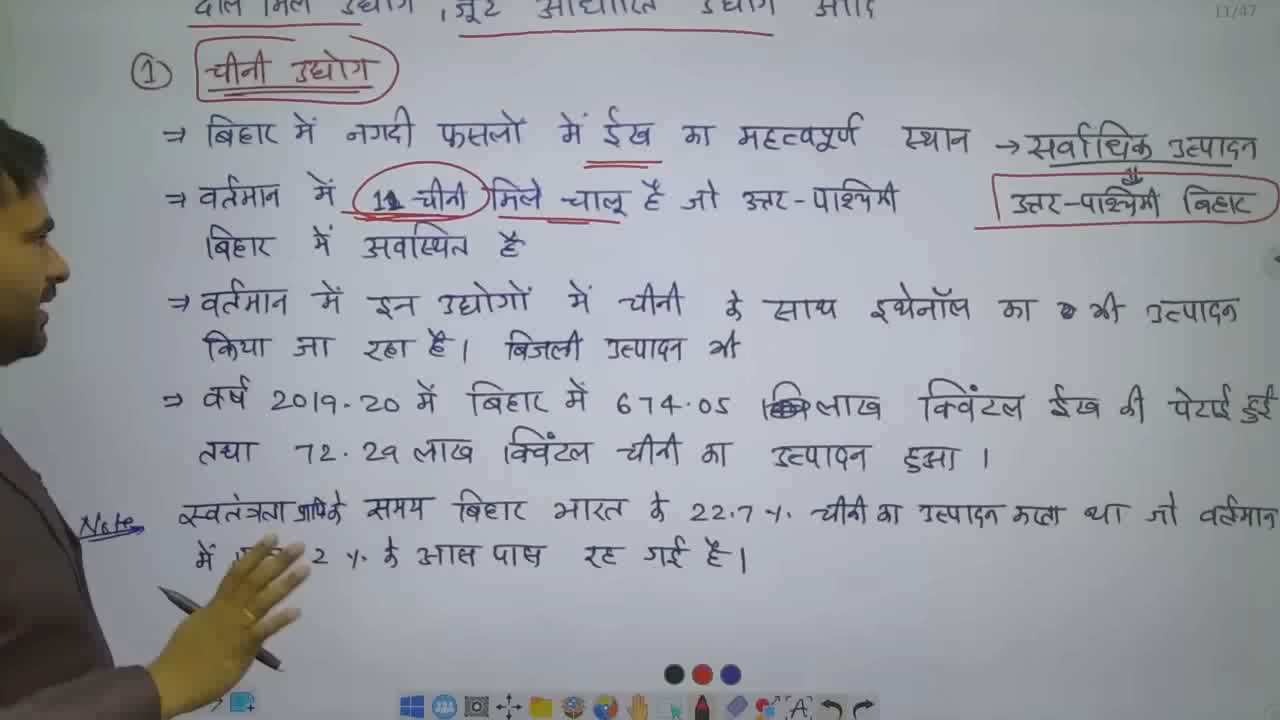 दाल मिल उद्योग, जूट आधारित उद्योग आदि
11/47
① चीनी उद्योग
⇒ बिहार में नगदी फसलों में ईख का महत्वपूर्ण स्थान → सर्वाधिक उत्पादन
⇒ वर्तमान में 11 चीनी मिले चालू है जो उत्तर-पाश्चिमी
उत्तर-पाश्चिमी बिहार
बिहार में अवस्थित है
⇒ वर्तमान में इन उद्योगों में चीनी के साथ इथेनॉल का भी उत्पादन
किया जा रहा है। बिजली उत्पादन भी
⇒ वर्ष 2019-20 में बिहार में 674.05 लाख क्विंटल ईख की पेराई हुई
तथा 72.29 लाख क्विंटल चीनी का उत्पादन हुआ।
Note स्वतंत्रता के समय बिहार भारत के 22.7% चीनी का उत्पादन करता था जो वर्तमान
में 2% के आस पास रह गई है।